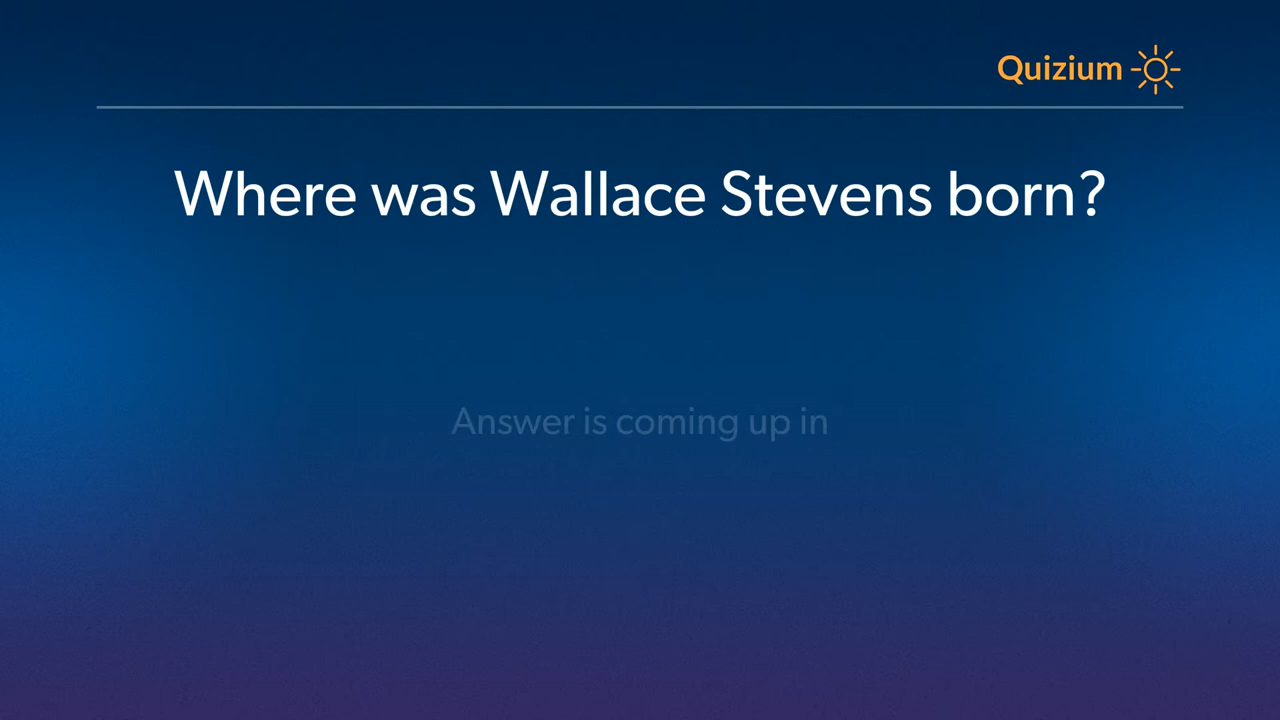 Quizium
Where was Wallace Stevens born?
Answer is coming up in